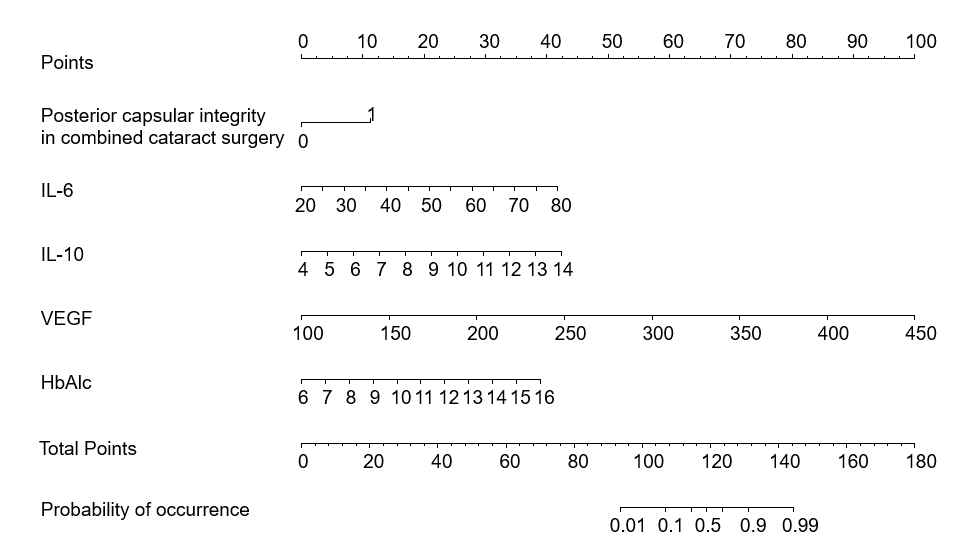 0 10 20 30 40 50 60 70 80 90 100
Points
Posterior capsular integrity
in combined cataract surgery
1
0
IL-6
20 30 40 50 60 70 80
IL-10
4 5 6 7 8 9 10 11 12 13 14
VEGF
100 150 200 250 300 350 400 450
HbAlc
6 7 8 9 10 11 12 13 14 15 16
Total Points
0 20 40 60 80 100 120 140 160 180
Probability of occurrence
0.01 0.1 0.5 0.9 0.99